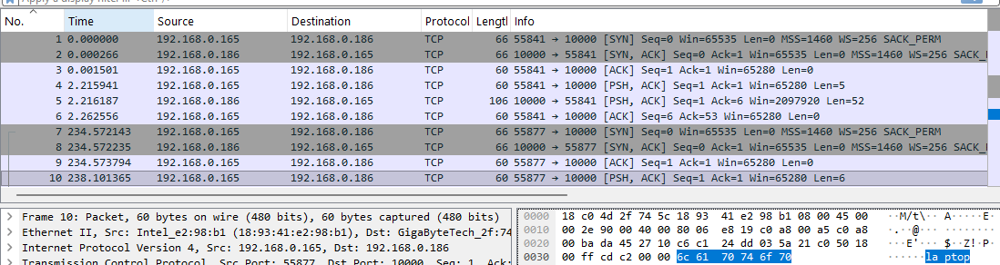 Apply a display filter ... <Ctrl-/>
No. Time Source Destination Protocol Lengtl Info
1 0.000000 192.168.0.165 192.168.0.186 TCP 66 55841 → 10000 [SYN] Seq=0 Win=65535 Len=0 MSS=1460 WS=256 SACK_PERM
2 0.000266 192.168.0.186 192.168.0.165 TCP 66 10000 → 55841 [SYN, ACK] Seq=0 Ack=1 Win=65535 Len=0 MSS=1460 WS=256 SACK_
3 0.001501 192.168.0.165 192.168.0.186 TCP 60 55841 → 10000 [ACK] Seq=1 Ack=1 Win=65280 Len=0
4 2.215941 192.168.0.165 192.168.0.186 TCP 60 55841 → 10000 [PSH, ACK] Seq=1 Ack=1 Win=65280 Len=5
5 2.216187 192.168.0.186 192.168.0.165 TCP 106 10000 → 55841 [PSH, ACK] Seq=1 Ack=6 Win=2097920 Len=52
6 2.262556 192.168.0.165 192.168.0.186 TCP 60 55841 → 10000 [ACK] Seq=6 Ack=53 Win=65280 Len=0
7 234.572143 192.168.0.165 192.168.0.186 TCP 66 55877 → 10000 [SYN] Seq=0 Win=65535 Len=0 MSS=1460 WS=256 SACK_PERM
8 234.572235 192.168.0.186 192.168.0.165 TCP 66 10000 → 55877 [SYN, ACK] Seq=0 Ack=1 Win=65535 Len=0 MSS=1460 WS=256 SACK_
9 234.573794 192.168.0.165 192.168.0.186 TCP 60 55877 → 10000 [ACK] Seq=1 Ack=1 Win=65280 Len=0
10 238.101365 192.168.0.165 192.168.0.186 TCP 60 55877 → 10000 [PSH, ACK] Seq=1 Ack=1 Win=65280 Len=6
Frame 10: Packet, 60 bytes on wire (480 bits), 60 bytes captured (480 bits)
Ethernet II, Src: Intel_e2:98:b1 (18:93:41:e2:98:b1), Dst: GigaByteTech_2f:74
Internet Protocol Version 4, Src: 192.168.0.165, Dst: 192.168.0.186
Transmission Control Protocol, Src Port: 55877, Dst Port: 10000, Seq: 1, Ack:
0000 18 c0 4d 2f 74 5c 18 93 41 e2 98 b1 08 00 45 00 ··M/t\·· A·····E·
0010 00 2e 90 00 40 00 80 06 e8 19 c0 a8 00 a5 c0 a8 ·.··@··· ········
0020 00 ba da 45 27 10 c6 c1 24 dd 03 5a 21 c0 50 18 ···E'··· $··Z!·P·
0030 00 ff cd c2 00 00 6c 61 70 74 6f 70 ······la ptop